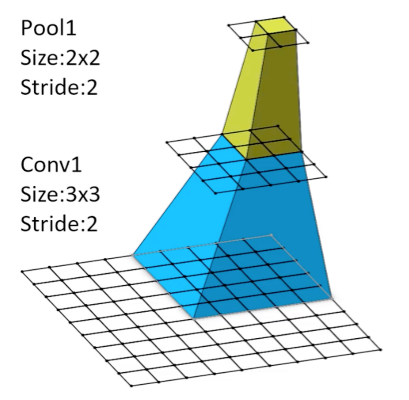 Pool1
Size:2x2
Stride:2
Conv1
Size:3x3
Stride:2